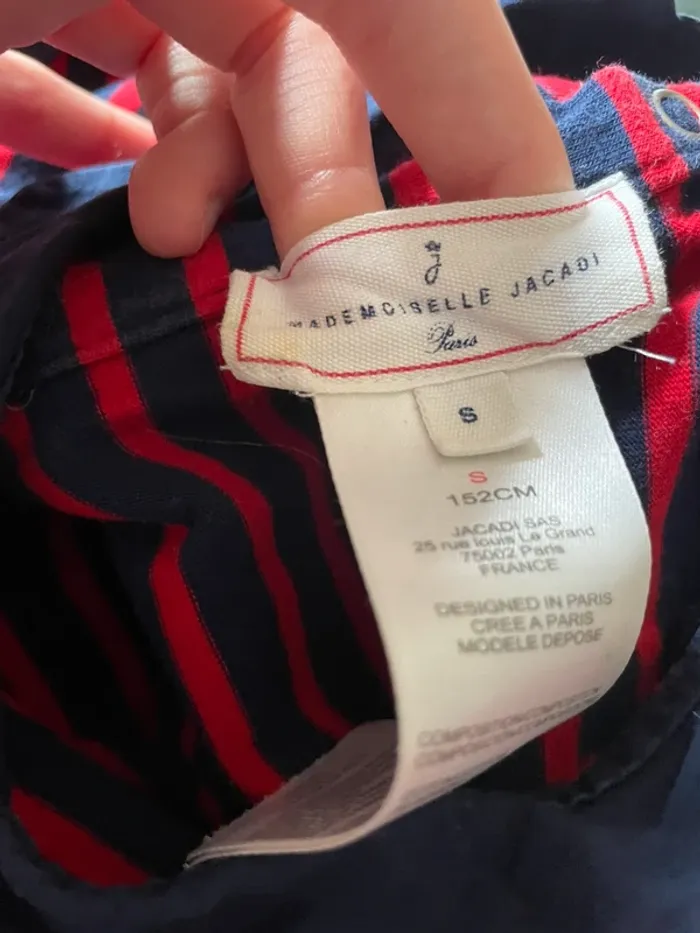 MADEMOISELLE JACADI
Paris
S
S
152CM
JACADI SAS
25 rue louis Le Grand
75002 Paris
FRANCE
DESIGNED IN PARIS
CREE A PARIS
MODELE DEPOSE